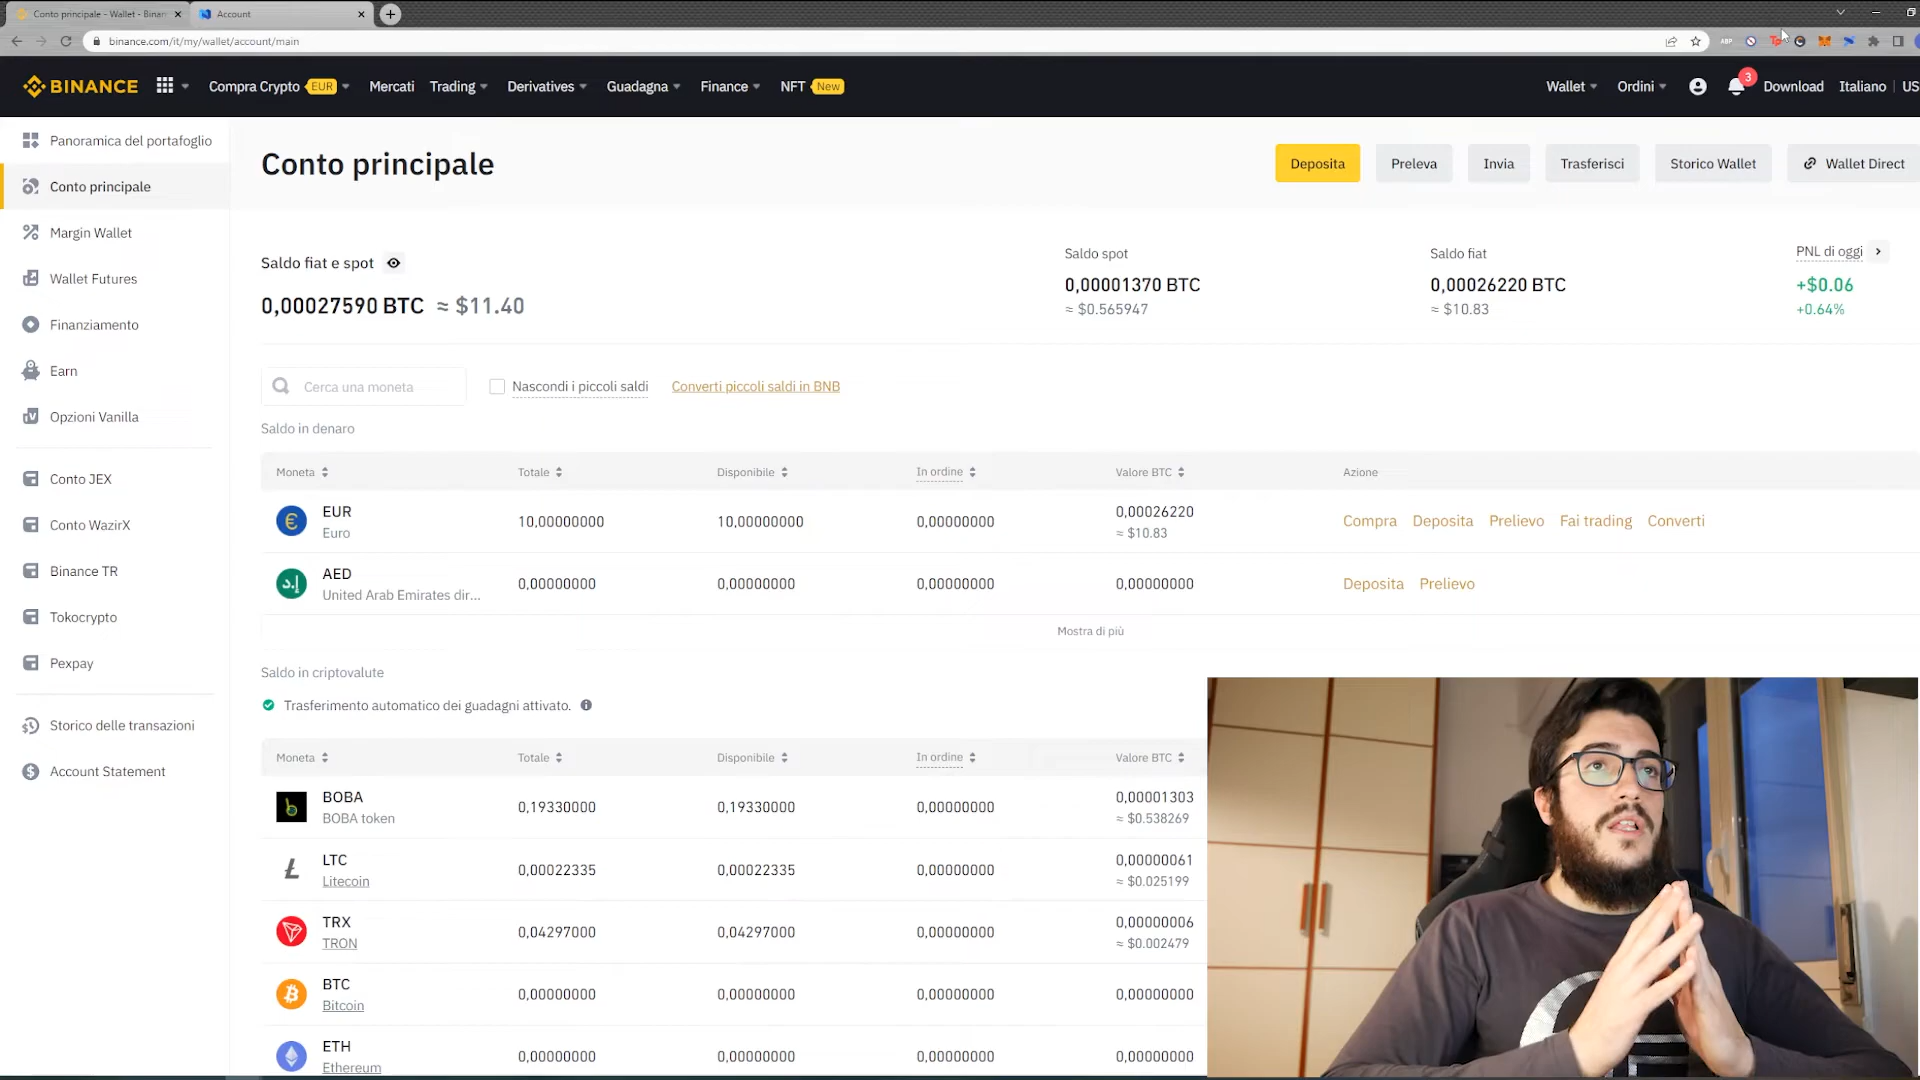 Conto principale - Wallet - Binan
Account
binance.com/it/my/wallet/account/main
ABP
BINANCE
Compra Crypto EUR
Mercati
Trading
Derivatives
Guadagna
Finance
NFT New
Wallet
Ordini
3
Download
Italiano
US
Panoramica del portafoglio
Conto principale
Margin Wallet
Wallet Futures
Finanziamento
Earn
Opzioni Vanilla
Conto JEX
Conto WazirX
Binance TR
Tokocrypto
Pexpay
Storico delle transazioni
Account Statement
Conto principale
Deposita
Preleva
Invia
Trasferisci
Storico Wallet
Wallet Direct
Saldo fiat e spot
0,00027590 BTC ≈ $11.40
Saldo spot
0,00001370 BTC
≈ $0.565947
Saldo fiat
0,00026220 BTC
≈ $10.83
PNL di oggi
+$0.06
+0.64%
Cerca una moneta
Nascondi i piccoli saldi
Converti piccoli saldi in BNB
Saldo in denaro
Moneta Totale Disponibile In ordine Valore BTC Azione
EUR
Euro
10,00000000 10,00000000 0,00000000
0,00026220
≈ $10.83
Compra Deposita Prelievo Fai trading Converti
AED
United Arab Emirates dir...
0,00000000 0,00000000 0,00000000 0,00000000
Deposita Prelievo
Mostra di più
Saldo in criptovalute
Trasferimento automatico dei guadagni attivato.
Moneta Totale Disponibile In ordine Valore BTC
BOBA
BOBA token
0,19330000 0,19330000 0,00000000
0,00001303
≈ $0.538269
LTC
Litecoin
0,00022335 0,00022335 0,00000000
0,00000061
≈ $0.025199
TRX
TRON
0,04297000 0,04297000 0,00000000
0,00000006
≈ $0.002479
BTC
Bitcoin
0,00000000 0,00000000 0,00000000 0,00000000
ETH
Ethereum
0,00000000 0,00000000 0,00000000 0,00000000